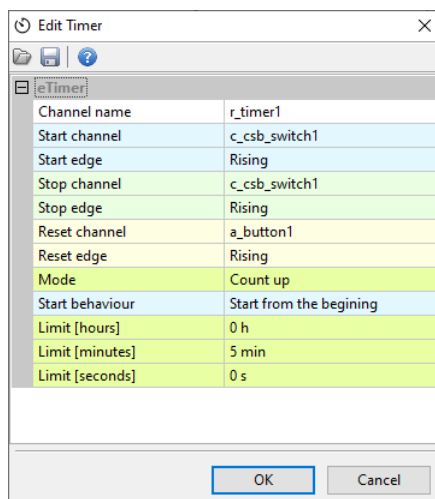 Edit Timer
eTimer
Channel name r_timer1
Start channel c_csb_switch1
Start edge Rising
Stop channel c_csb_switch1
Stop edge Rising
Reset channel a_button1
Reset edge Rising
Mode Count up
Start behaviour Start from the begining
Limit [hours] 0 h
Limit [minutes] 5 min
Limit [seconds] 0 s
OK Cancel